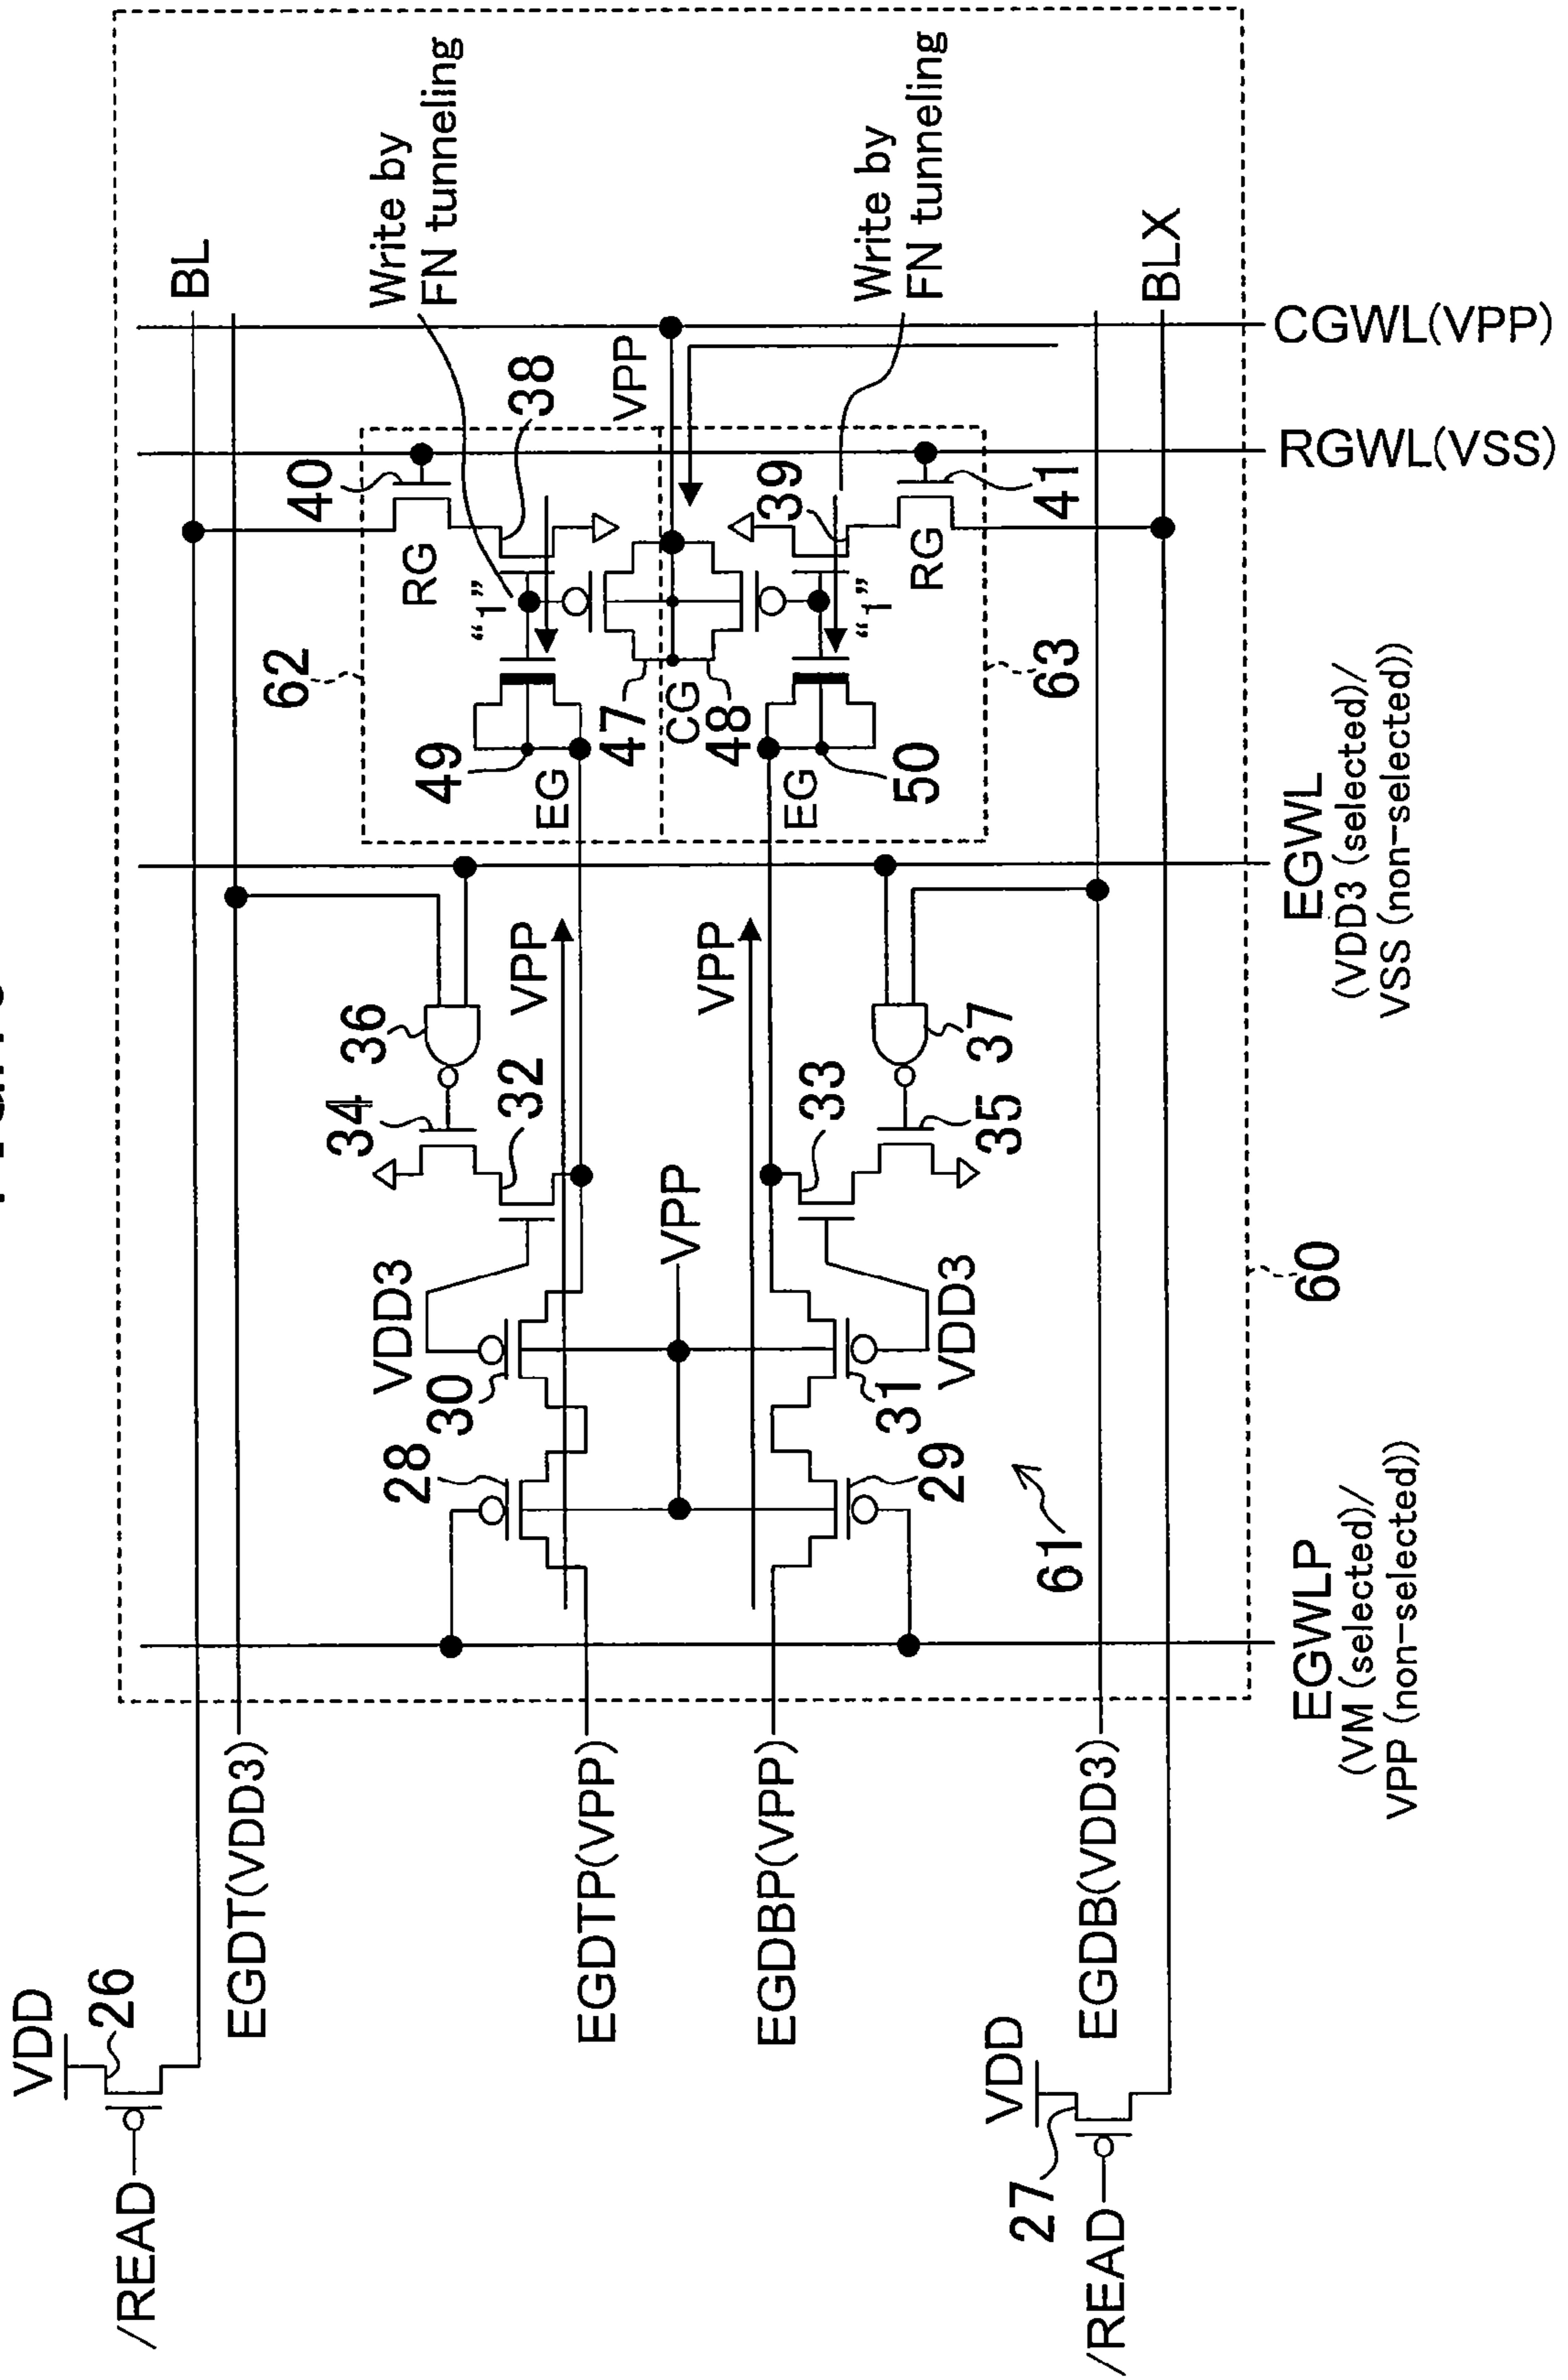 VDD
26
/READ
BL
EGDT(VDD3)
Write by
FN tunneling
40
RG
38
"1"
62
49
EG
47
VPP
CG
48
39
RG
41
"1"
Write by
FN tunneling
50
EG
63
36
34
32
VPP
VDD3
30
28
VPP
EGDTP(VPP)
VPP
EGDBP(VPP)
33
37
35
VDD3
31
29
61
EGDB(VDD3)
BLX
VDD
27
/READ
60
EGWLP
(VM (selected)/
VPP (non-selected))
EGWL
(VDD3 (selected)/
VSS (non-selected))
RGWL(VSS)
CGWL(VPP)